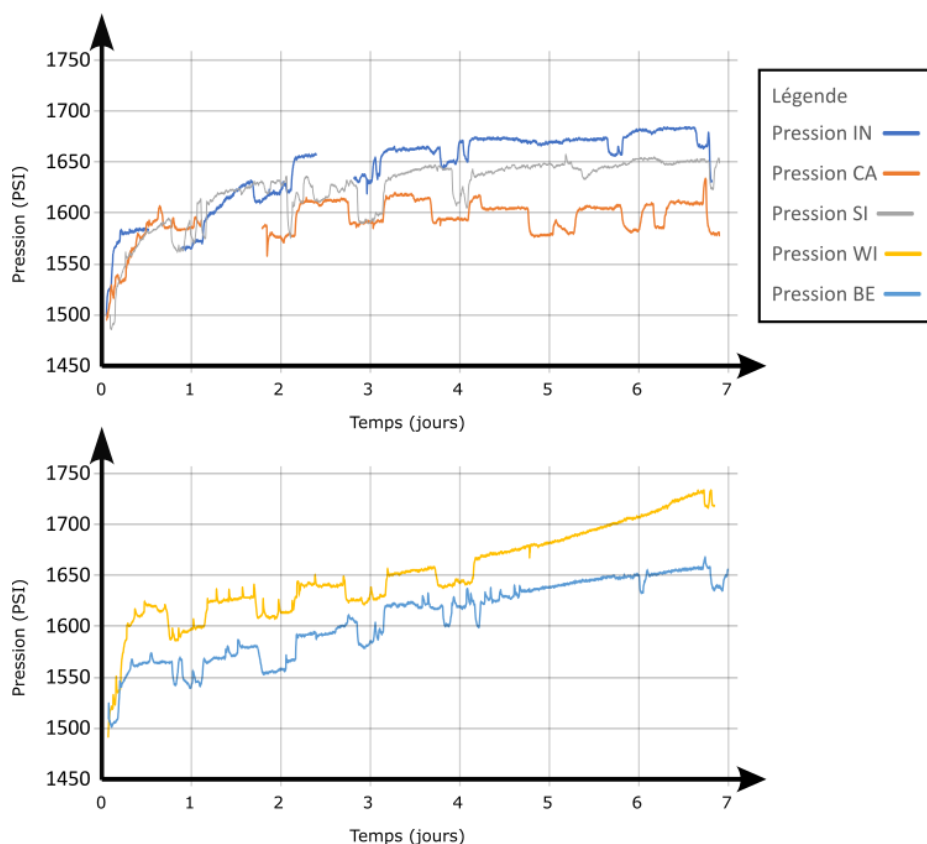 1750
1700
1650
1600
1550
1500
1450
Pression (PSI)
0 1 2 3 4 5 6 7
Temps (jours)
Légende
Pression IN
Pression CA
Pression SI
Pression WI
Pression BE
1750
1700
1650
1600
1550
1500
1450
Pression (PSI)
0 1 2 3 4 5 6 7
Temps (jours)